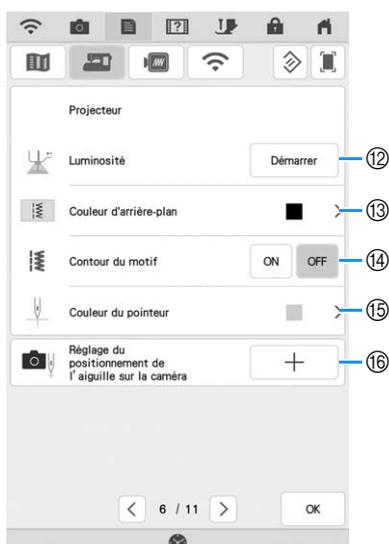 Projecteur
Luminosité
Démarrer
⑫
Couleur d'arrière-plan
⑬
Contour du motif
ON
OFF
⑭
Couleur du pointeur
⑮
Réglage du
positionnement de
l'aiguille sur la caméra
⑯
6 / 11
OK